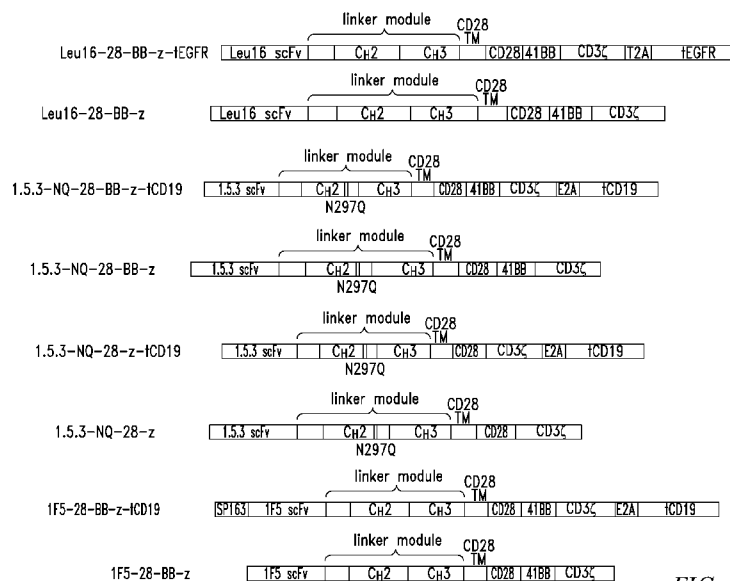 linker module CD28
TM
Leu16-28-BB-z-tEGFR Leu16 scFv CH2 CH3 CD28 41BB CD3ζ T2A tEGFR
linker module CD28
TM
Leu16-28-BB-z Leu16 scFv CH2 CH3 CD28 41BB CD3ζ
linker module CD28
TM
1.5.3-NQ-28-BB-z-tCD19 1.5.3 scFv CH2 CH3 CD28 41BB CD3ζ E2A tCD19
N297Q
linker module CD28
TM
1.5.3-NQ-28-BB-z 1.5.3 scFv CH2 CH3 CD28 41BB CD3ζ
N297Q
linker module CD28
TM
1.5.3-NQ-28-z-tCD19 1.5.3 scFv CH2 CH3 CD28 CD3ζ E2A tCD19
N297Q
linker module CD28
TM
1.5.3-NQ-28-z 1.5.3 scFv CH2 CH3 CD28 CD3ζ
N297Q
linker module CD28
TM
1F5-28-BB-z-tCD19 SP163 1F5 scFv CH2 CH3 CD28 41BB CD3ζ E2A tCD19
linker module CD28
TM
1F5-28-BB-z 1F5 scFv CH2 CH3 CD28 41BB CD3ζ